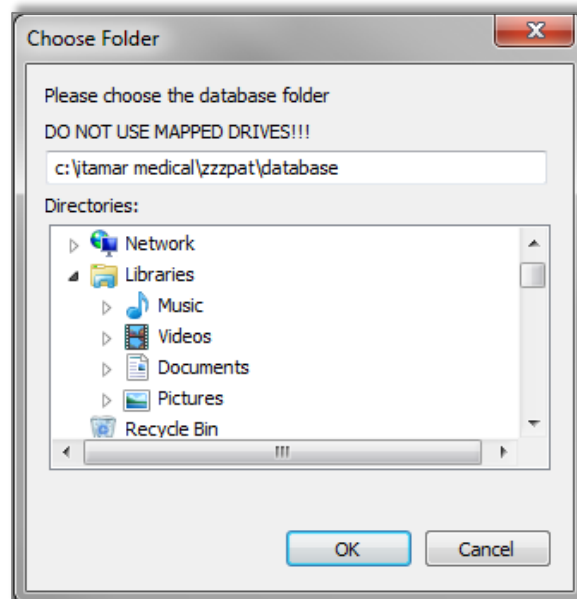 Choose Folder
Please choose the database folder
DO NOT USE MAPPED DRIVES!!!
c:\itamar medical\zzzpat\database
Directories:
Network
Libraries
Music
Videos
Documents
Pictures
Recycle Bin
OK
Cancel